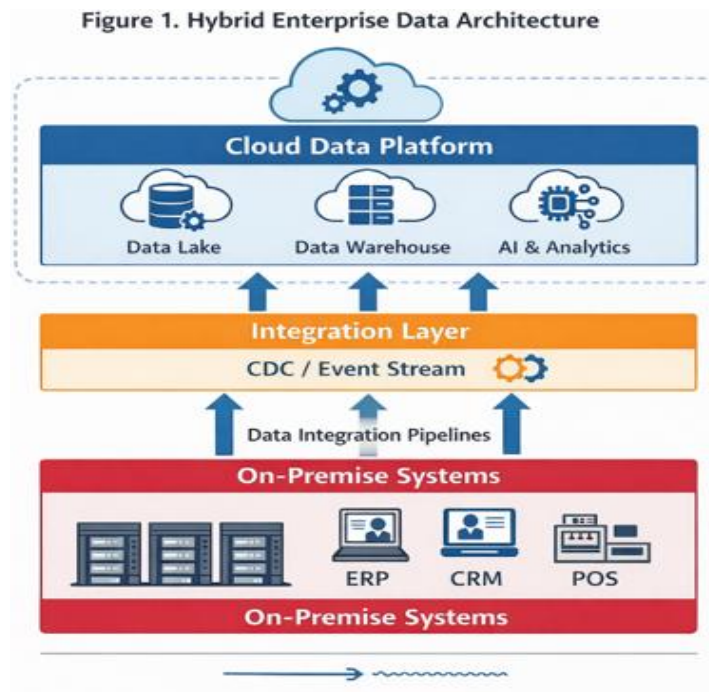 Figure 1. Hybrid Enterprise Data Architecture
Cloud Data Platform
Data Lake Data Warehouse AI & Analytics
Integration Layer
CDC / Event Stream
Data Integration Pipelines
On-Premise Systems
ERP CRM POS
On-Premise Systems